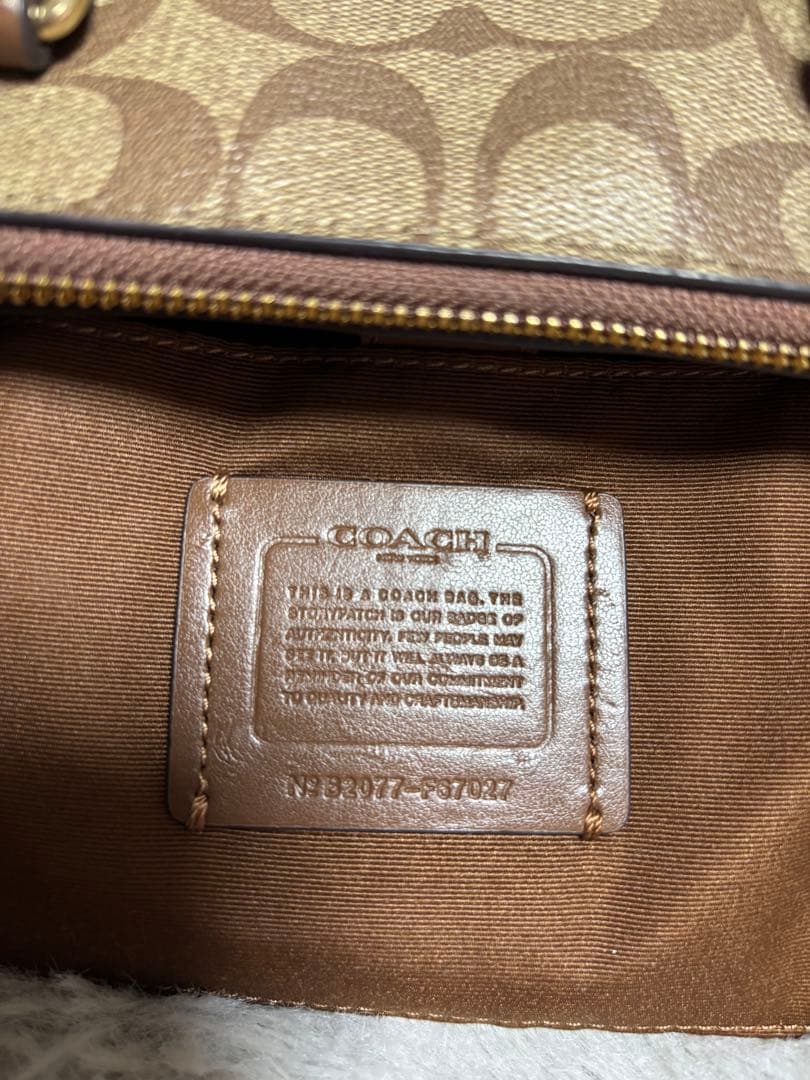 COACH
NEW YORK
THIS IS A COACH BAG. THE
STORYPATCH IS OUR BADGE OF
AUTHENTICITY. FEW PEOPLE MAY
SEE IT, BUT IT WILL ALWAYS BE A
REMINDER OF OUR COMMITMENT
TO QUALITY AND CRAFTSMANSHIP.
Nº B2077-F67027